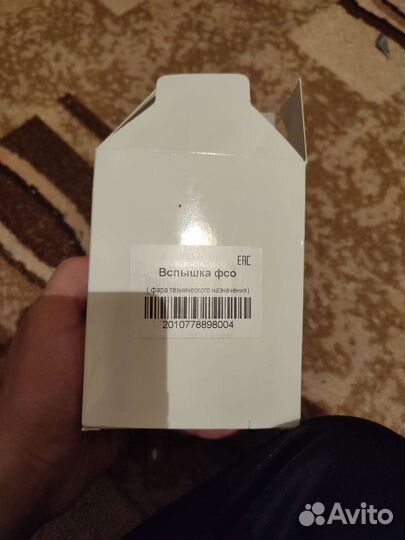 EAC
Вспышка фсо
( фара технического назначения)
2010778898004
Avito